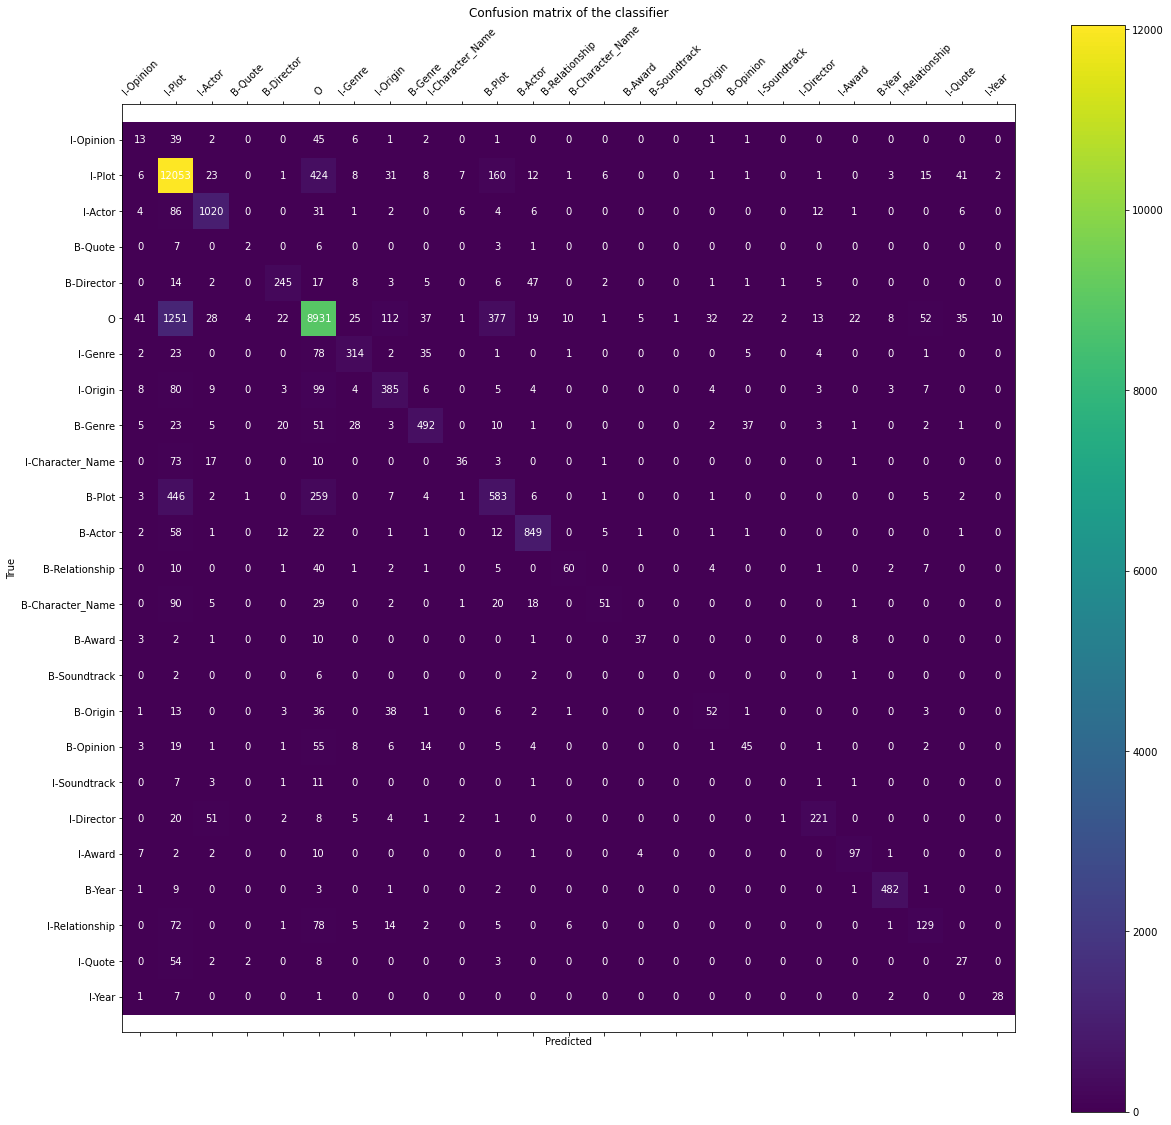 Confusion matrix of the classifier
I-Opinion I-Plot I-Actor B-Quote B-Director O I-Genre I-Origin B-Genre I-Character_Name B-Plot B-Actor B-Relationship B-Character_Name B-Award B-Soundtrack B-Origin B-Opinion I-Soundtrack I-Director I-Award B-Year I-Relationship I-Quote I-Year
I-Opinion 13 39 2 0 0 45 6 1 2 0 1 0 0 0 0 0 1 1 0 0 0 0 0 0 0
I-Plot 6 12053 23 0 1 424 8 31 8 7 160 12 1 6 0 0 1 1 0 1 0 3 15 41 2
I-Actor 4 86 1020 0 0 31 1 2 0 6 4 6 0 0 0 0 0 0 0 12 1 0 0 6 0
B-Quote 0 7 0 2 0 6 0 0 0 0 3 1 0 0 0 0 0 0 0 0 0 0 0 0 0
B-Director 0 14 2 0 245 17 8 3 5 0 6 47 0 2 0 0 1 1 1 5 0 0 0 0 0
O 41 1251 28 4 22 8931 25 112 37 1 377 19 10 1 5 1 32 22 2 13 22 8 52 35 10
I-Genre 2 23 0 0 0 78 314 2 35 0 1 0 1 0 0 0 0 5 0 4 0 0 1 0 0
I-Origin 8 80 9 0 3 99 4 385 6 0 5 4 0 0 0 0 4 0 1 3 0 3 7 0 0
B-Genre 5 23 5 0 20 51 28 3 492 0 10 1 0 0 0 0 2 37 0 3 1 0 2 1 0
I-Character_Name 0 73 17 0 0 10 0 0 0 36 3 0 0 1 0 0 0 0 0 0 1 0 0 0 0
B-Plot 3 446 2 1 0 259 0 7 4 1 583 6 0 1 0 0 1 0 0 0 0 0 5 2 0
B-Actor 2 58 1 0 12 22 0 1 1 0 12 849 0 5 1 0 1 1 0 0 0 0 0 1 0
B-Relationship 0 10 0 0 1 40 1 2 1 0 5 0 60 0 0 0 4 0 0 1 0 2 7 0 0
B-Character_Name 0 90 5 0 0 29 0 2 0 1 20 18 0 51 0 0 0 0 0 0 1 0 0 0 0
B-Award 3 2 1 0 0 10 0 0 0 0 0 1 0 0 37 0 0 0 0 0 8 0 0 0 0
B-Soundtrack 0 2 0 0 0 6 0 0 0 0 0 2 0 0 0 0 0 0 0 0 1 0 0 0 0
B-Origin 1 13 0 0 3 36 0 38 1 0 6 2 1 0 0 0 52 1 0 0 0 0 3 0 0
B-Opinion 3 19 1 0 1 55 8 6 14 0 5 4 0 0 0 0 1 45 0 1 0 0 2 0 0
I-Soundtrack 0 7 3 0 1 11 0 0 0 0 0 1 0 0 0 0 0 0 0 1 1 0 0 0 0
I-Director 0 20 51 0 2 8 5 4 1 2 1 0 0 0 0 0 0 0 1 221 0 0 0 0 0
I-Award 7 2 2 0 0 10 0 0 0 0 0 1 0 0 4 0 0 0 0 0 97 1 0 0 0
B-Year 1 9 0 0 0 3 0 1 0 0 2 0 0 0 0 0 0 0 0 0 1 482 1 0 0
I-Relationship 0 72 0 0 1 78 5 14 2 0 5 0 6 0 0 0 0 0 0 0 0 1 129 0 0
I-Quote 0 54 2 2 0 8 0 0 0 0 3 0 0 0 0 0 0 0 0 0 0 0 0 27 0
I-Year 1 7 0 0 0 1 0 0 0 0 0 0 0 0 0 0 0 0 0 0 0 2 0 0 28
True
Predicted
12000
10000
8000
6000
4000
2000
0